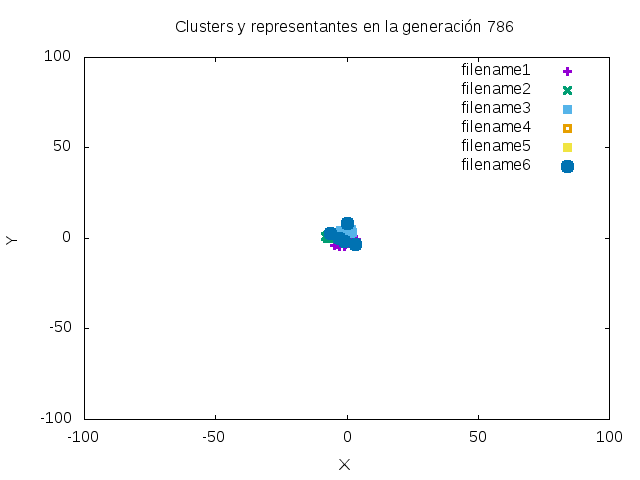 Clusters y representantes en la generación 786
100
50
0
-50
-100
-100
-50
0
50
100
X
Y
filename1
filename2
filename3
filename4
filename5
filename6